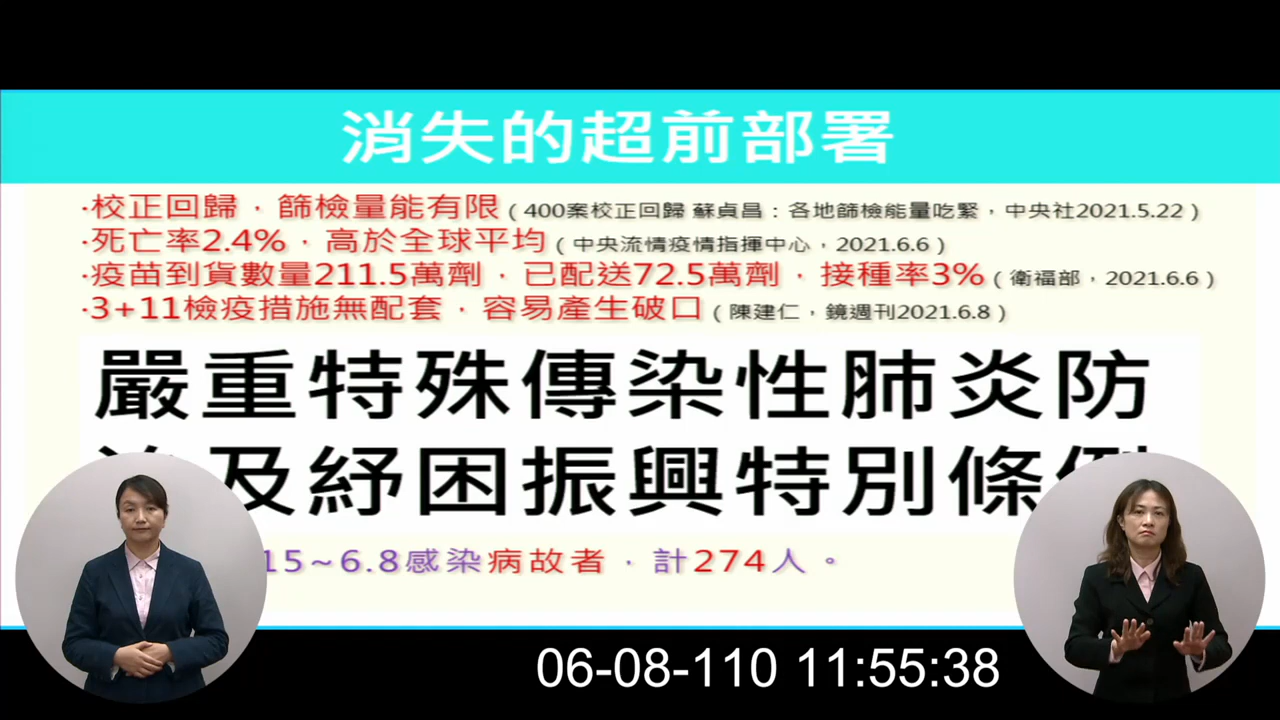 消失的超前部署
·校正回歸，篩檢量能有限（400案校正回歸 蘇貞昌：各地篩檢能量吃緊，中央社2021.5.22）
·死亡率2.4%，高於全球平均（中央流情疫情指揮中心，2021.6.6）
·疫苗到貨數量211.5萬劑，已配送72.5萬劑，接種率3%（衛福部，2021.6.6）
·3+11檢疫措施無配套，容易產生破口（陳建仁，鏡週刊2021.6.8）
嚴重特殊傳染性肺炎防
及紓困振興特別條
15~6.8感染病故者，計274人。
06-08-110 11:55:38